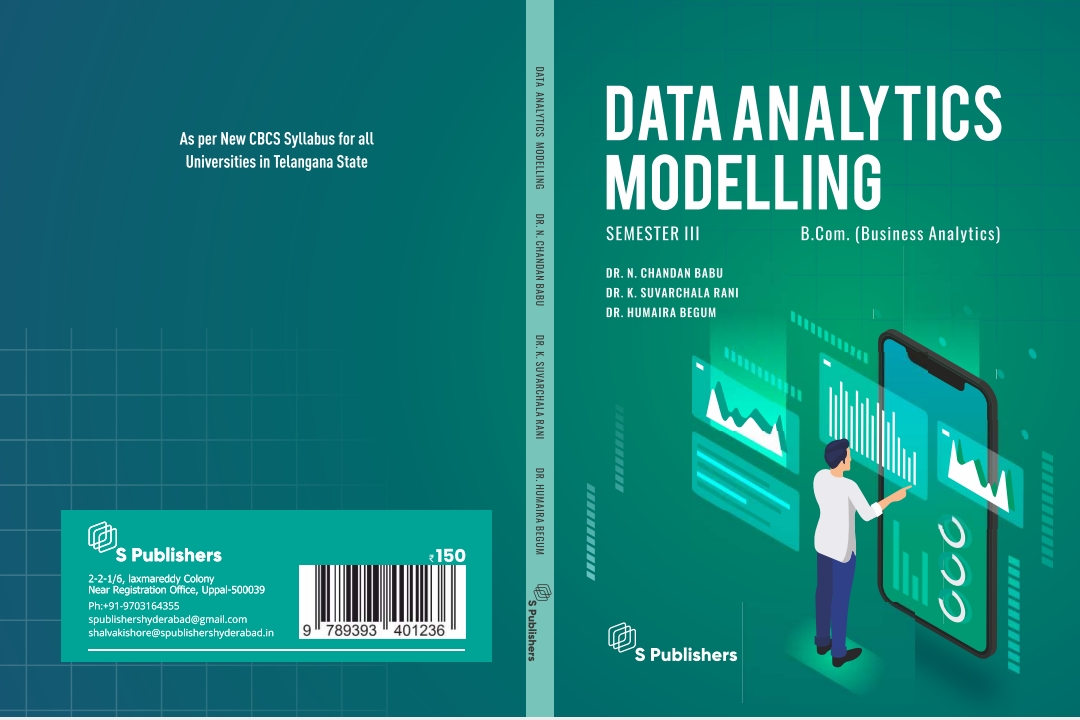 As per New CBCS Syllabus for all
Universities in Telangana State
S Publishers
2-2-1/6, laxmareddy Colony
Near Registration Office, Uppal-500039
Ph:+91-9703164355
spublishershyderabad@gmail.com
shalvakishore@spublishershyderabad.in
₹150
9 789393 401236
DATA ANALYTICS MODELLING DR. N. CHANDAN BABU DR. K. SUVARCHALA RANI DR. HUMAIRA BEGUM S Publishers
DATA ANALYTICS
MODELLING
SEMESTER III B.Com. (Business Analytics)
DR. N. CHANDAN BABU
DR. K. SUVARCHALA RANI
DR. HUMAIRA BEGUM
S Publishers